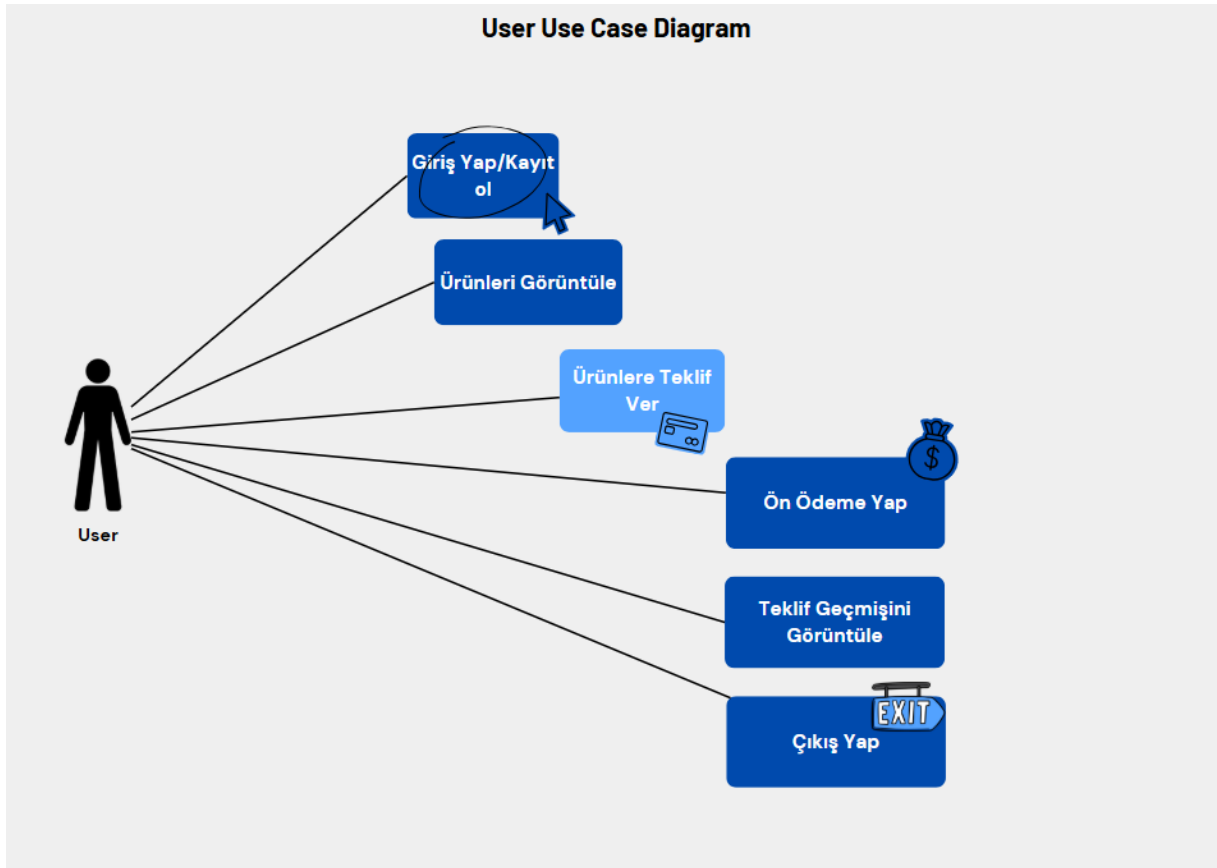 User Use Case Diagram
Giriş Yap/Kayıt
ol
Ürünleri Görüntüle
Ürünlere Teklif
Ver
$
Ön Ödeme Yap
User
Teklif Geçmişini
Görüntüle
EXIT
Çıkış Yap